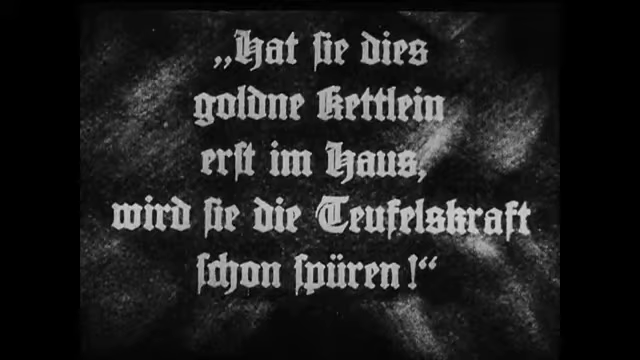 „Hat sie dies
goldne Kettlein
erst im Haus,
wird sie die Teufelskraft
schon spüren!“